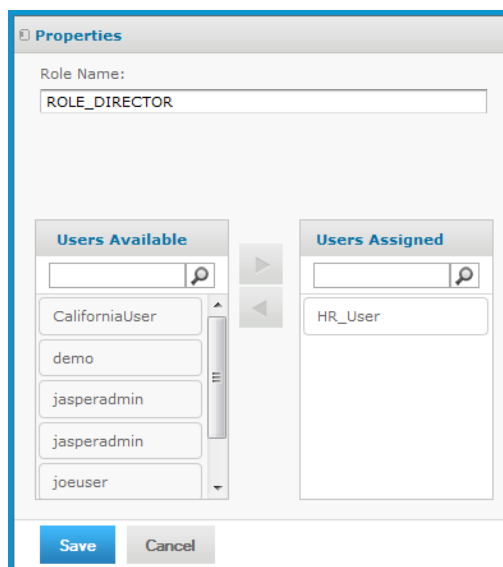 Properties
Role Name:
ROLE_DIRECTOR
Users Available
CaliforniaUser
demo
jasperadmin
jasperadmin
joeuser
Users Assigned
HR_User
Save
Cancel